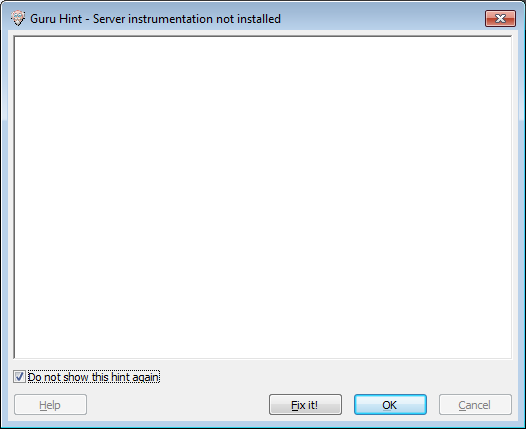 Guru Hint - Server instrumentation not installed
Do not show this hint again
Help Fix it! OK Cancel